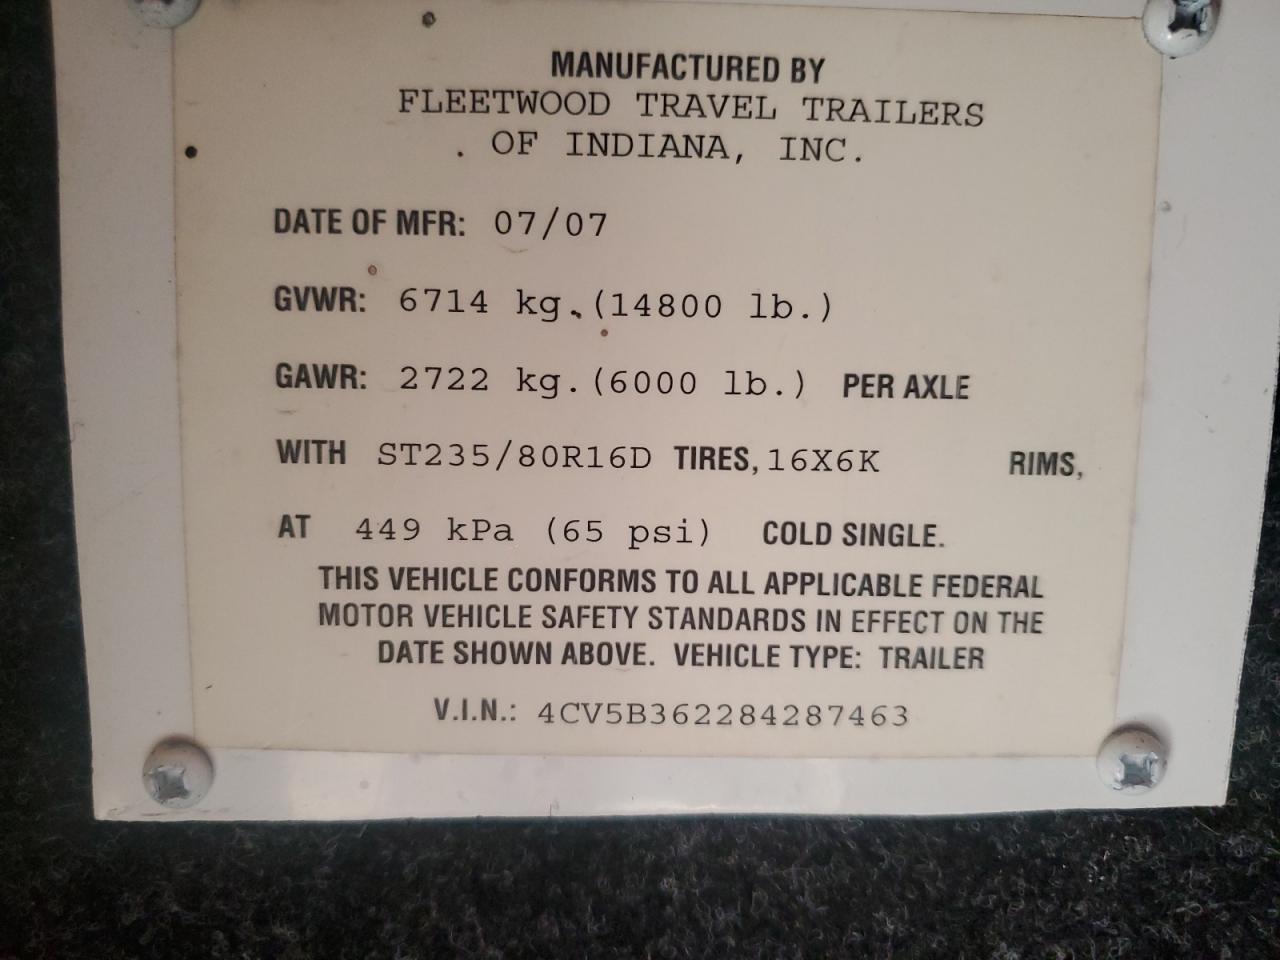 MANUFACTURED BY
FLEETWOOD TRAVEL TRAILERS
OF INDIANA, INC.
DATE OF MFR: 07/07
GVWR: 6714 kg.(14800 lb.)
GAWR: 2722 kg.(6000 lb.) PER AXLE
WITH ST235/80R16D TIRES, 16X6K RIMS,
AT 449 kPa (65 psi) COLD SINGLE.
THIS VEHICLE CONFORMS TO ALL APPLICABLE FEDERAL
MOTOR VEHICLE SAFETY STANDARDS IN EFFECT ON THE
DATE SHOWN ABOVE. VEHICLE TYPE: TRAILER
V.I.N.: 4CV5B362284287463